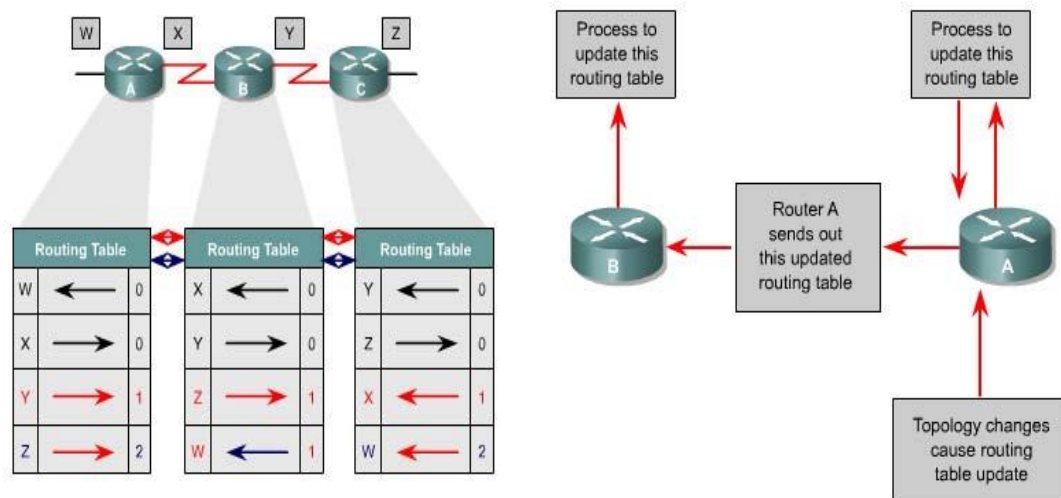 W X Y Z
A B C
Routing Table Routing Table Routing Table
W 0 X 0 Y 0
X 0 Y 0 Z 0
Y 1 Z 1 X 1
Z 2 W 1 W 2
Process to
update this
routing table
Process to
update this
routing table
B
Router A
sends out
this updated
routing table
A
Topology changes
cause routing
table update